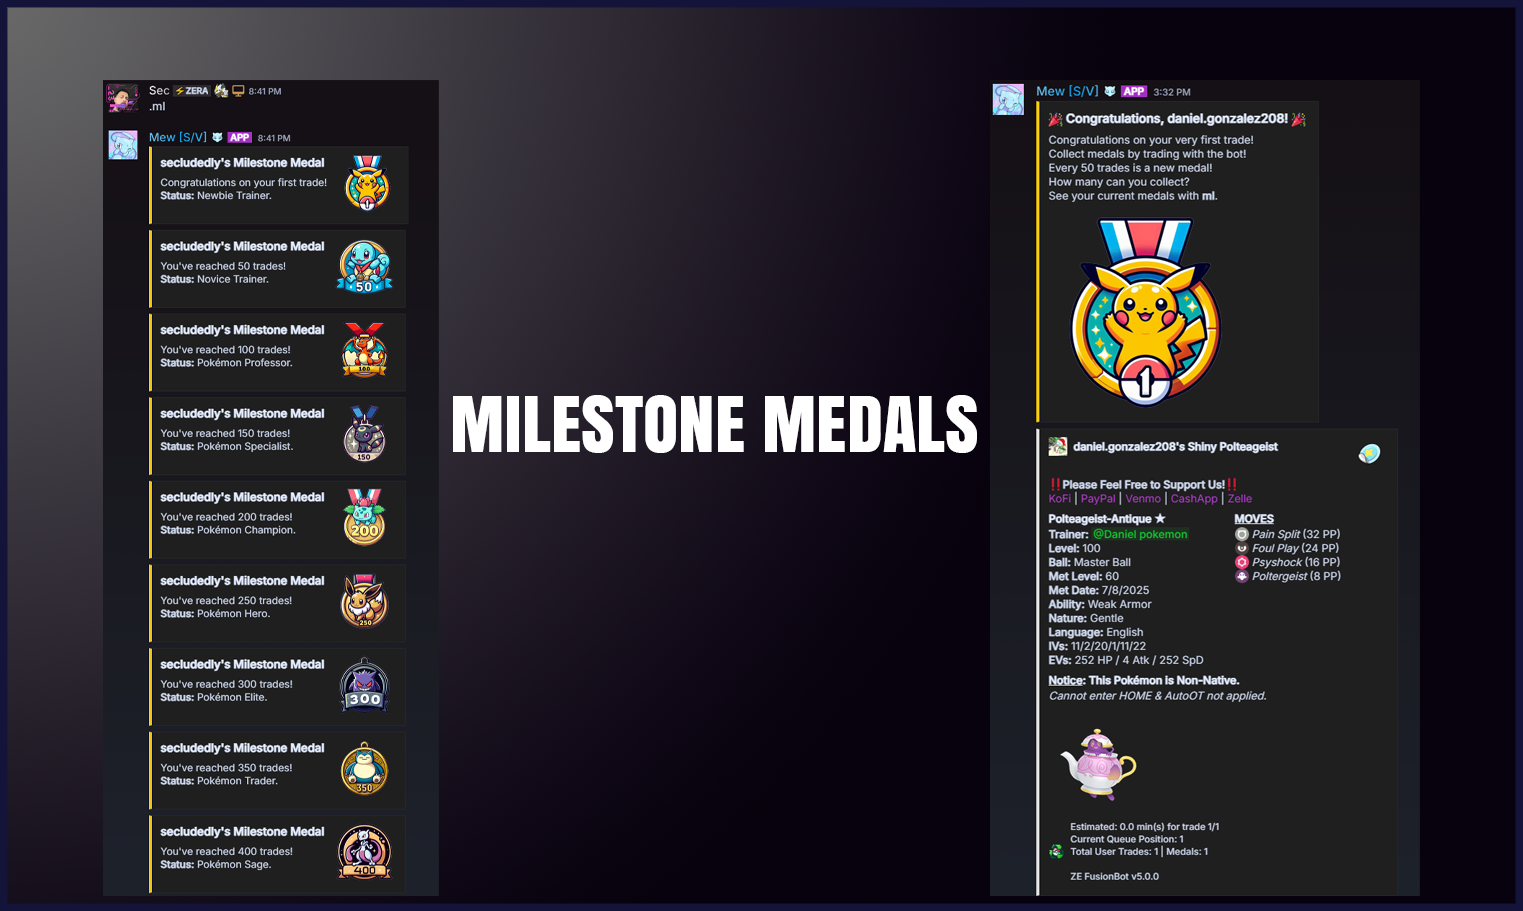 Sec ⚡ZERA 8:41 PM
.ml
Mew [S/V] APP 8:41 PM
secludedly's Milestone Medal
Congratulations on your first trade!
Status: Newbie Trainer.
1
secludedly's Milestone Medal
You've reached 50 trades!
Status: Novice Trainer.
50
secludedly's Milestone Medal
You've reached 100 trades!
Status: Pokémon Professor.
100
secludedly's Milestone Medal
You've reached 150 trades!
Status: Pokémon Specialist.
150
secludedly's Milestone Medal
You've reached 200 trades!
Status: Pokémon Champion.
200
secludedly's Milestone Medal
You've reached 250 trades!
Status: Pokémon Hero.
250
secludedly's Milestone Medal
You've reached 300 trades!
Status: Pokémon Elite.
300
secludedly's Milestone Medal
You've reached 350 trades!
Status: Pokémon Trader.
350
secludedly's Milestone Medal
You've reached 400 trades!
Status: Pokémon Sage.
400
MILESTONE MEDALS
Mew [S/V] APP 3:32 PM
🎉 Congratulations, daniel.gonzalez208! 🎉
Congratulations on your very first trade!
Collect medals by trading with the bot!
Every 50 trades is a new medal!
How many can you collect?
See your current medals with ml.
1
daniel.gonzalez208's Shiny Polteageist
‼️Please Feel Free to Support Us!‼️
KoFi | PayPal | Venmo | CashApp | Zelle
Polteageist-Antique ★
Trainer: @Daniel pokemon
Level: 100
Ball: Master Ball
Met Level: 60
Met Date: 7/8/2025
Ability: Weak Armor
Nature: Gentle
Language: English
IVs: 11/2/20/1/11/22
EVs: 252 HP / 4 Atk / 252 SpD
MOVES
Pain Split (32 PP)
Foul Play (24 PP)
Psyshock (16 PP)
Poltergeist (8 PP)
Notice: This Pokémon is Non-Native.
Cannot enter HOME & AutoOT not applied.
Estimated: 0.0 min(s) for trade 1/1
Current Queue Position: 1
Total User Trades: 1 | Medals: 1
ZE FusionBot v5.0.0